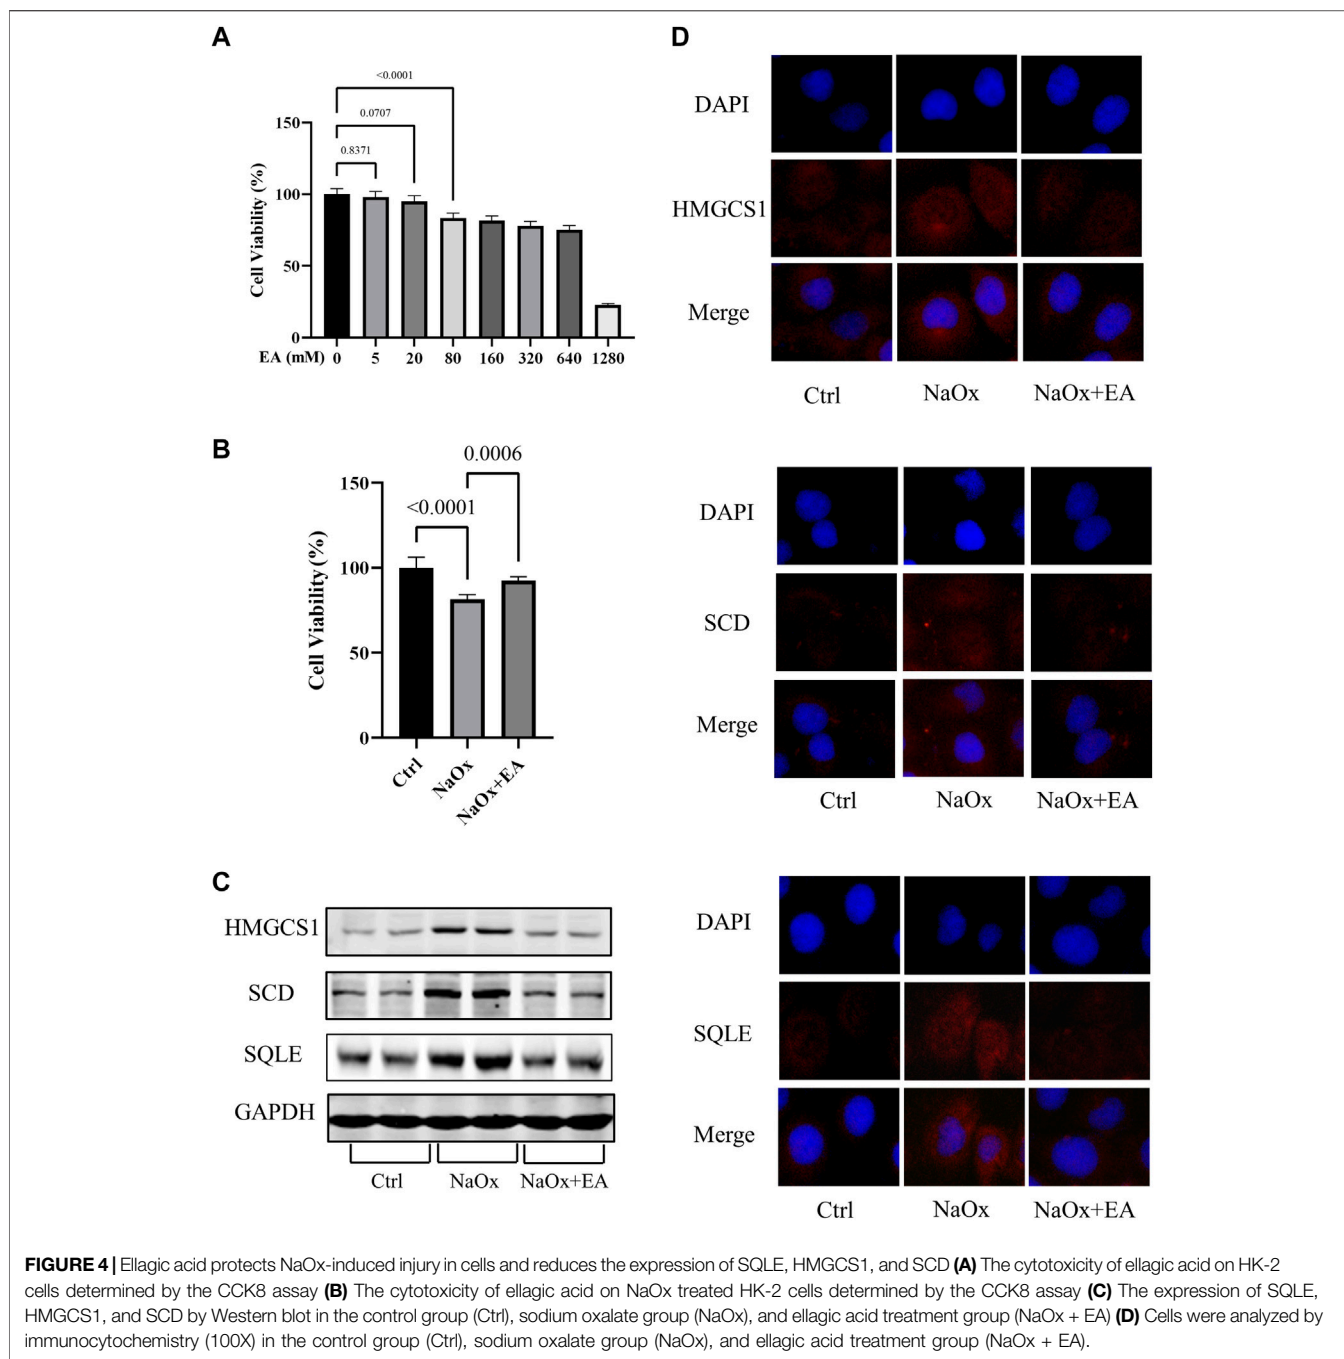 A
<0.0001
0.0707
0.8371
Cell Viability (%)
150
100
50
0
EA (mM) 0 5 20 80 160 320 640 1280
B
0.0006
<0.0001
Cell Viability (%)
150
100
50
0
Ctrl
NaOx
NaOx+EA
C
HMGCS1
SCD
SQLE
GAPDH
Ctrl NaOx NaOx+EA
D
DAPI
HMGCS1
Merge
Ctrl NaOx NaOx+EA
DAPI
SCD
Merge
Ctrl NaOx NaOx+EA
DAPI
SQLE
Merge
Ctrl NaOx NaOx+EA
FIGURE 4 | Ellagic acid protects NaOx-induced injury in cells and reduces the expression of SQLE, HMGCS1, and SCD (A) The cytotoxicity of ellagic acid on HK-2
cells determined by the CCK8 assay (B) The cytotoxicity of ellagic acid on NaOx treated HK-2 cells determined by the CCK8 assay (C) The expression of SQLE,
HMGCS1, and SCD by Western blot in the control group (Ctrl), sodium oxalate group (NaOx), and ellagic acid treatment group (NaOx + EA) (D) Cells were analyzed by
immunocytochemistry (100X) in the control group (Ctrl), sodium oxalate group (NaOx), and ellagic acid treatment group (NaOx + EA).